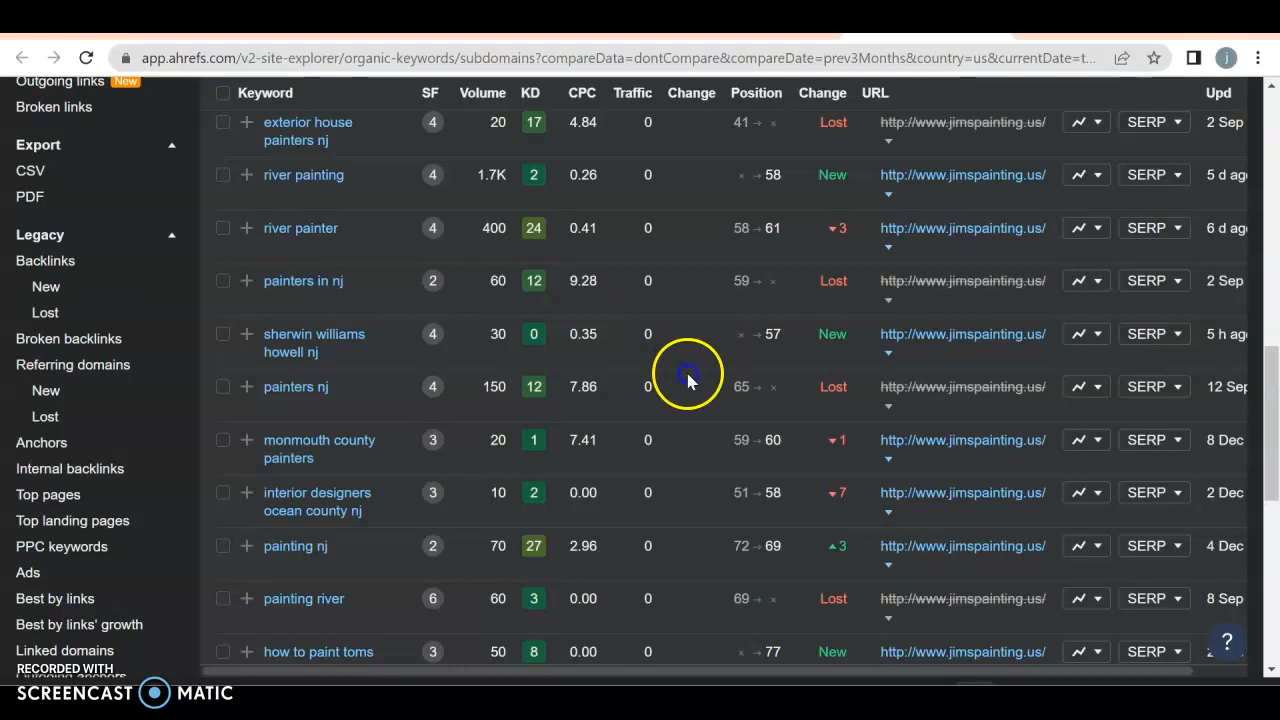 app.ahrefs.com/v2-site-explorer/organic-keywords/subdomains?compareData=dontCompare&compareDate=prev3Months&country=us&currentDate=t...
j
Outgoing links New
Broken links
Export
CSV
PDF
Legacy
Backlinks
New
Lost
Broken backlinks
Referring domains
New
Lost
Anchors
Internal backlinks
Top pages
Top landing pages
PPC keywords
Ads
Best by links
Best by links' growth
Linked domains
Keyword SF Volume KD CPC Traffic Change Position Change URL Upd
exterior house 4 20 17 4.84 0 41 → × Lost http://www.jimspainting.us/ SERP 2 Sep
painters nj
river painting 4 1.7K 2 0.26 0 × → 58 New http://www.jimspainting.us/ SERP 5 d ago
river painter 4 400 24 0.41 0 58 → 61 3 http://www.jimspainting.us/ SERP 6 d ago
painters in nj 2 60 12 9.28 0 59 → × Lost http://www.jimspainting.us/ SERP 2 Sep
sherwin williams 4 30 0 0.35 0 × → 57 New http://www.jimspainting.us/ SERP 5 h ago
howell nj
painters nj 4 150 12 7.86 0 65 → × Lost http://www.jimspainting.us/ SERP 12 Sep
monmouth county 3 20 1 7.41 0 59 → 60 1 http://www.jimspainting.us/ SERP 8 Dec
painters
interior designers 3 10 2 0.00 0 51 → 58 7 http://www.jimspainting.us/ SERP 2 Dec
ocean county nj
painting nj 2 70 27 2.96 0 72 → 69 3 http://www.jimspainting.us/ SERP 4 Dec
painting river 6 60 3 0.00 0 69 → × Lost http://www.jimspainting.us/ SERP 8 Sep
how to paint toms 3 50 8 0.00 0 × → 77 New http://www.jimspainting.us/ SERP
?
RECORDED WITH
SCREENCAST MATIC